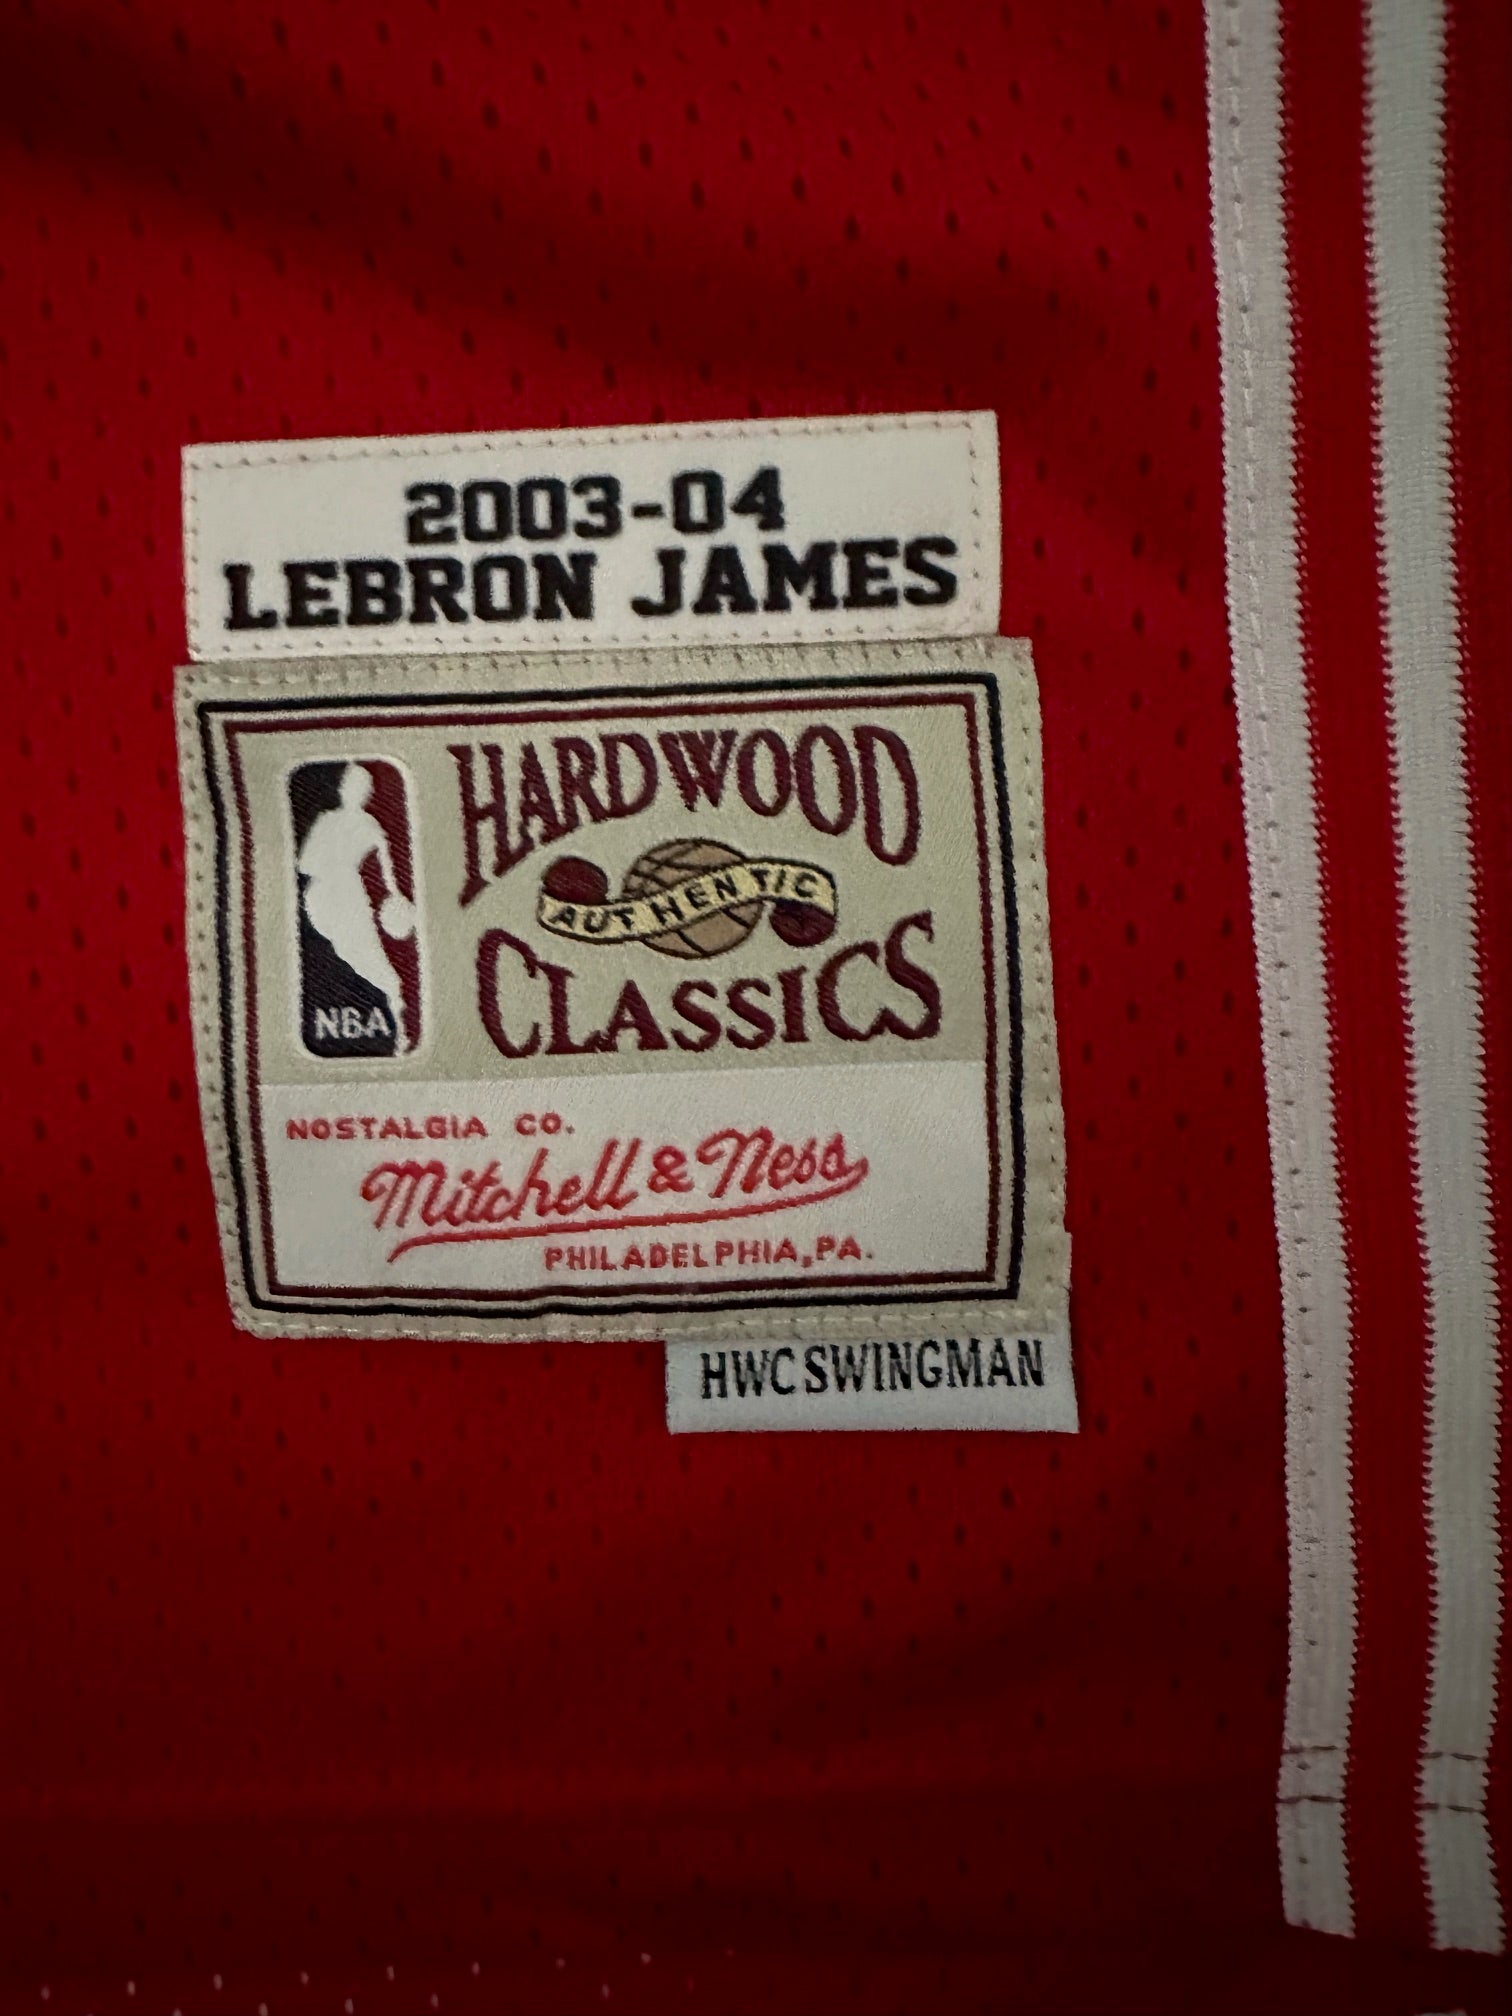 2003-04
LEBRON JAMES
HARDWOOD
AUTHENTIC
CLASSICS
NBA
NOSTALGIA CO.
Mitchell & Ness
PHILADELPHIA, PA.
HWC SWINGMAN